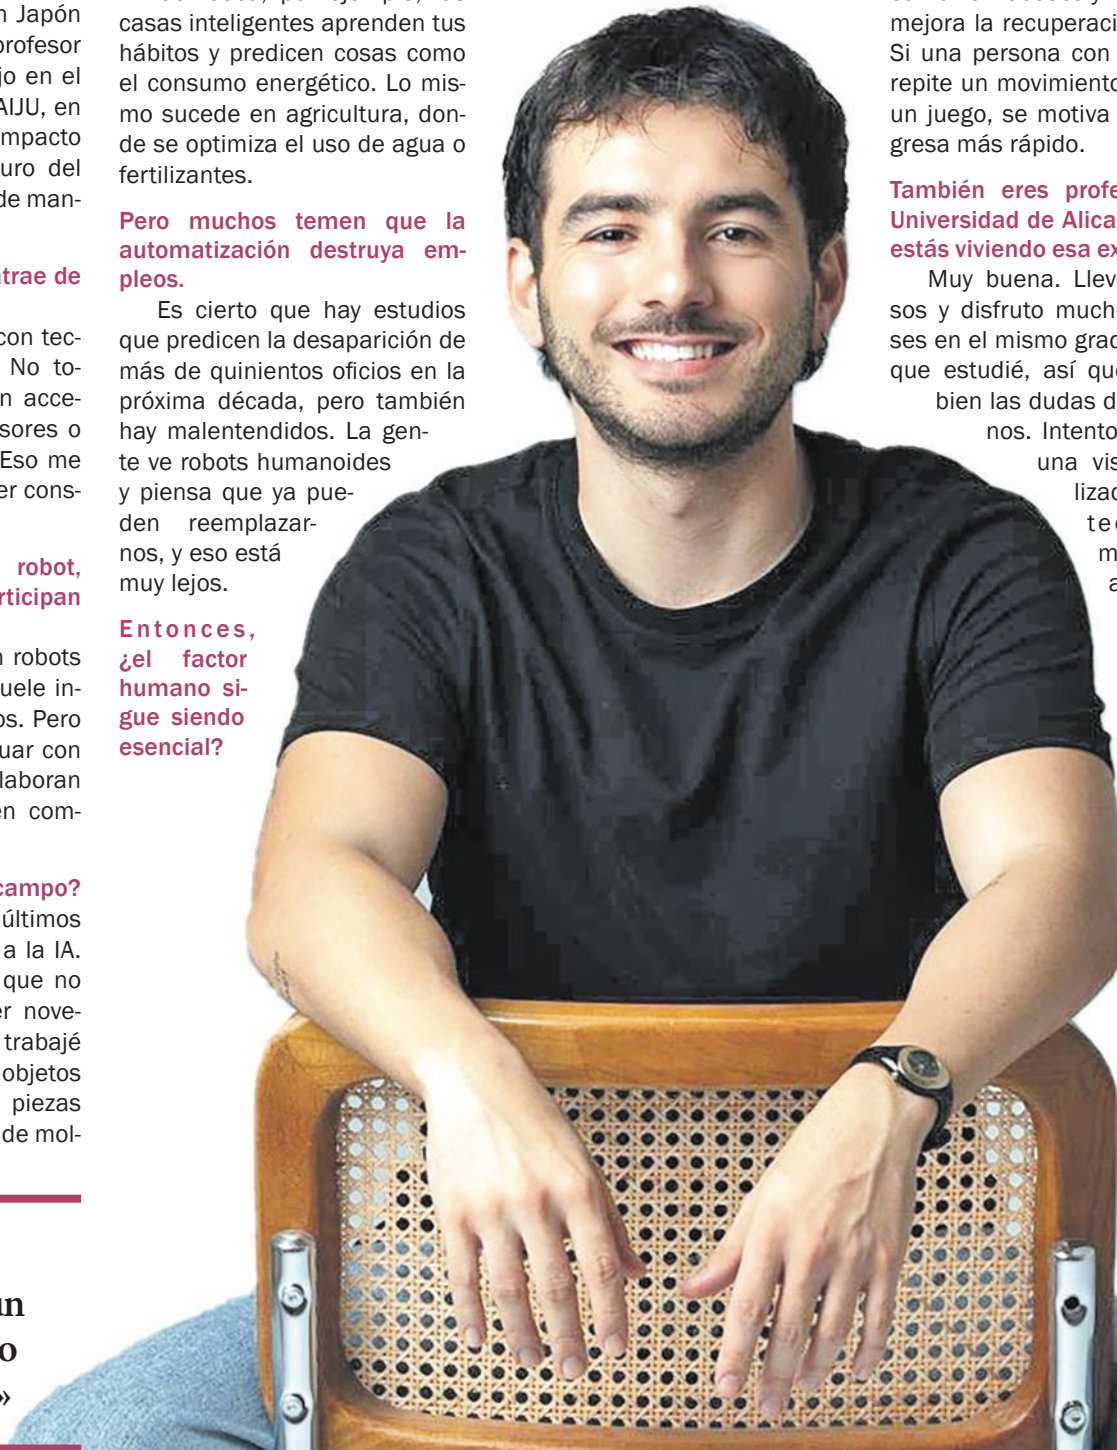 n Japón
profesor
jo en el
AIJU, en
mpacto
uro del
de man-
trae de
con tec-
No to-
n acce-
sores o
Eso me
er cons-
robot,
rticipan
n robots
uele in-
os. Pero
uar con
laboran
en com-
campo?
últimos
a la IA.
que no
er nove-
trabajé
objetos
piezas
de mol-
un
o
»
casas inteligentes aprenden tus
hábitos y predicen cosas como
el consumo energético. Lo mis-
mo sucede en agricultura, don-
de se optimiza el uso de agua o
fertilizantes.
Pero muchos temen que la
automatización destruya em-
pleos.
Es cierto que hay estudios
que predicen la desaparición de
más de quinientos oficios en la
próxima década, pero también
hay malentendidos. La gen-
te ve robots humanoides
y piensa que ya pue-
den reemplazar-
nos, y eso está
muy lejos.
Entonces,
¿el factor
humano si-
gue siendo
esencial?
mejora la recuperaci
Si una persona con
repite un movimiento
un juego, se motiva
gresa más rápido.
También eres profe
Universidad de Alica
estás viviendo esa ex
Muy buena. Llev
sos y disfruto mucho
ses en el mismo grad
que estudié, así que
bien las dudas d
nos. Intento
una vis
lizad
tec
m
a